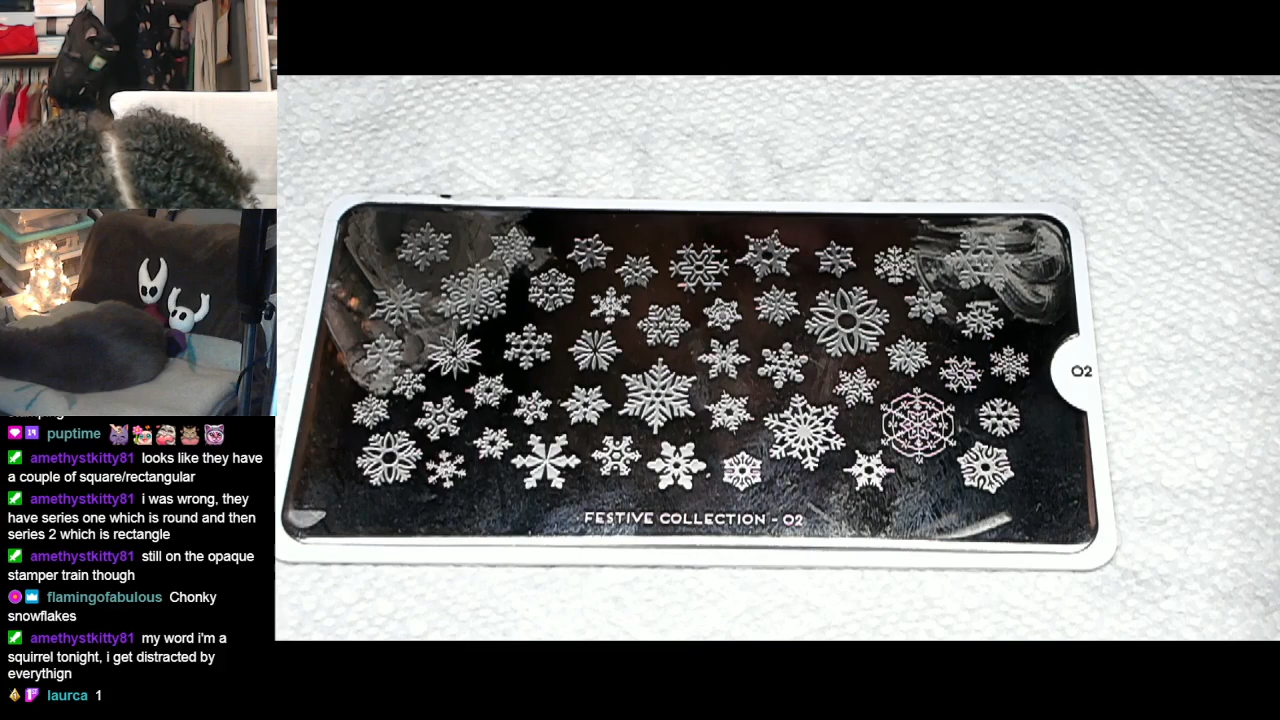 puptime
amethystkitty81 looks like they have
a couple of square/rectangular
amethystkitty81 i was wrong, they
have series one which is round and then
series 2 which is rectangle
amethystkitty81 still on the opaque
stamper train though
flamingofabulous Chonky
snowflakes
amethystkitty81 my word i'm a
squirrel tonight, i get distracted by
everythign
laurca 1
02
FESTIVE COLLECTION - 02